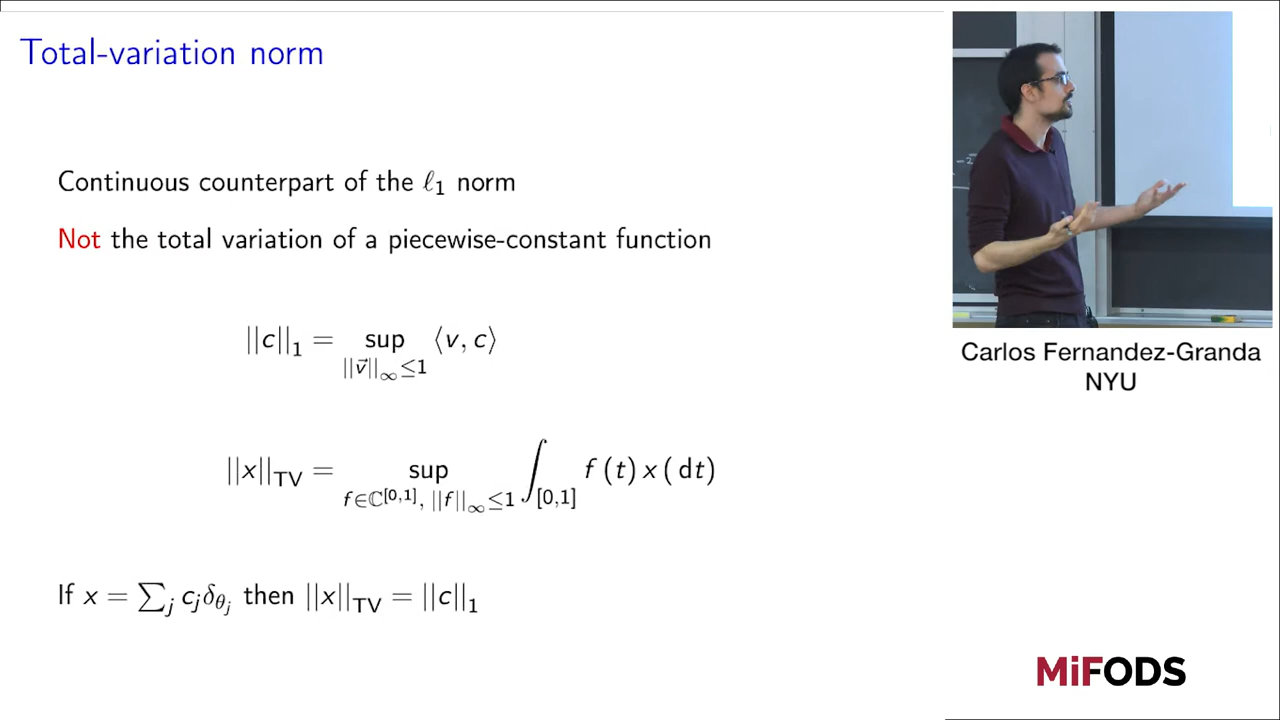 Total-variation norm
Continuous counterpart of the ℓ₁ norm
Not the total variation of a piecewise-constant function
||c||₁ = sup_{||v⃗||_∞≤1} ⟨v, c⟩
||x||_TV = sup_{f∈ℂ^[0,1], ||f||_∞≤1} ∫_[0,1] f (t) x (dt)
If x = ∑_j c_j δ_{θ_j} then ||x||_TV = ||c||₁
Carlos Fernandez-Granda
NYU
MiFODS